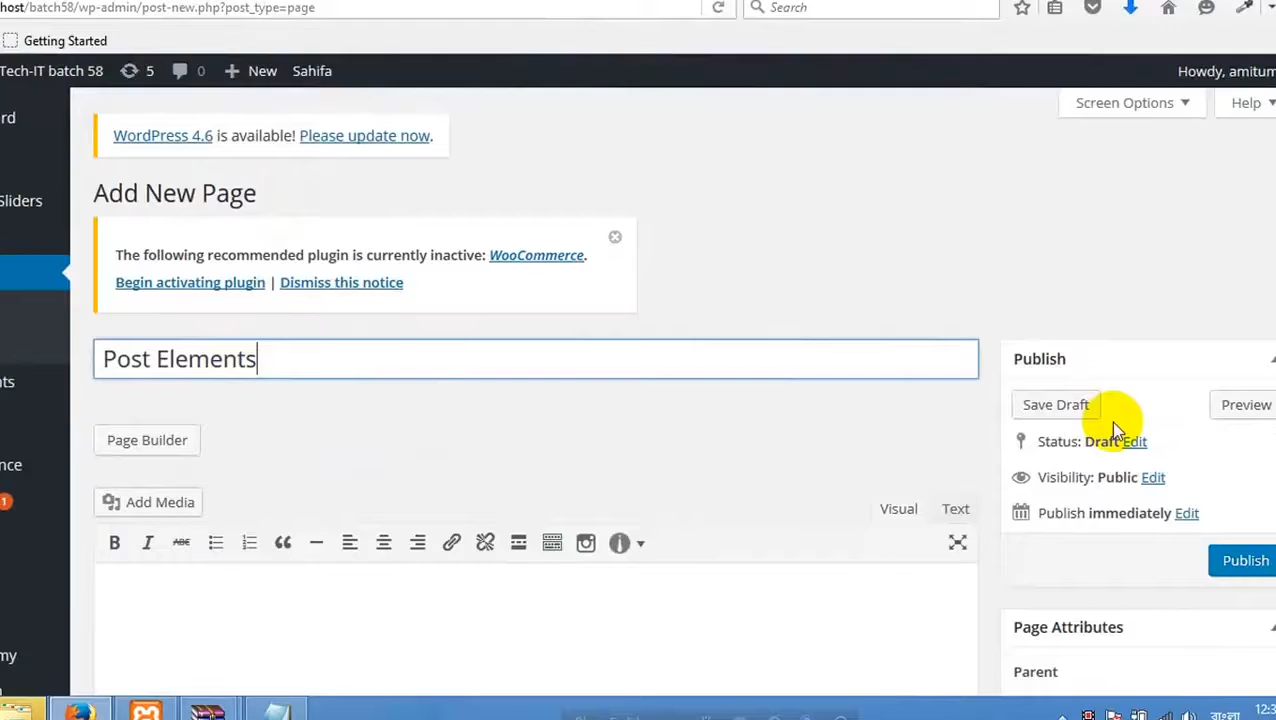 host/batch58/wp-admin/post-new.php?post_type=page
Search
Getting Started
Tech-IT batch 58
5
0
New
Sahifa
Howdy, amitum
Screen Options
Help
WordPress 4.6 is available! Please update now.
Add New Page
The following recommended plugin is currently inactive: WooCommerce.
Begin activating plugin | Dismiss this notice
Post Elements
Page Builder
Add Media
Visual
Text
B
I
ABC
Publish
Save Draft
Preview
Status: Draft Edit
Visibility: Public Edit
Publish immediately Edit
Publish
Page Attributes
Parent
rd
Sliders
nts
nce
1
my
বাংলা
12:3